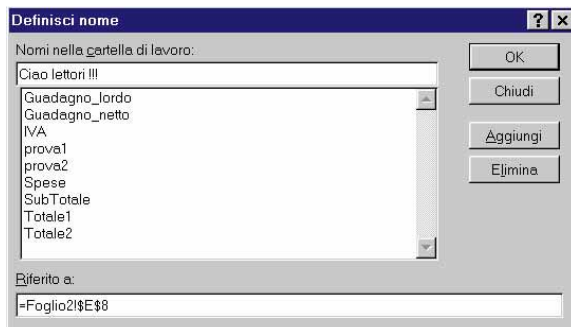 Definisci nome
Nomi nella cartella di lavoro:
Ciao lettori !!!
Guadagno_lordo
Guadagno_netto
IVA
prova1
prova2
Spese
SubTotale
Totale1
Totale2
OK
Chiudi
Aggiungi
Elimina
Riferito a:
=Foglio2!$E$8